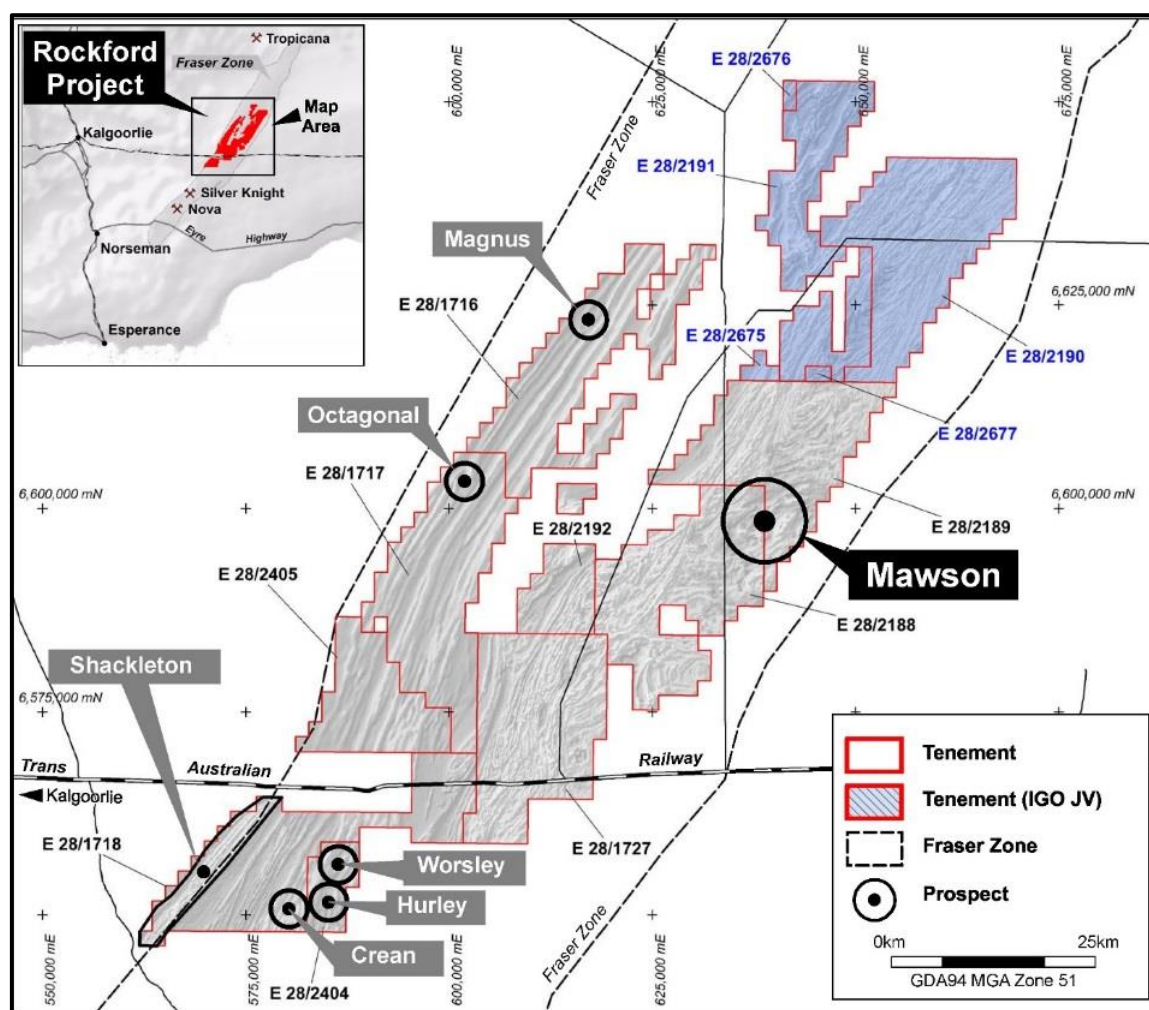 Rockford
Project
Tropicana
Fraser Zone
Map
Area
Kalgoorlie
Silver Knight
Nova
Norseman
Eyre
Highway
Esperance
600,000 mE
625,000 mE
650,000 mE
675,000 mE
E 28/2676
Fraser Zone
E 28/2191
Magnus
E 28/1716
6,625,000 mN
E 28/2675
E 28/2190
Octagonal
E 28/2677
E 28/1717
6,600,000 mN
6,600,000 mN
E 28/2192
E 28/2189
Mawson
E 28/2405
E 28/2188
Shackleton
6,575,000 mN
6,575,000 mN
Trans
Australian
Railway
Kalgoorlie
E 28/1718
E 28/1727
Worsley
Hurley
Crean
E 28/2404
Fraser Zone
550,000 mE
575,000 mE
600,000 mE
625,000 mE
Tenement
Tenement (IGO JV)
Fraser Zone
Prospect
0km
25km
GDA94 MGA Zone 51